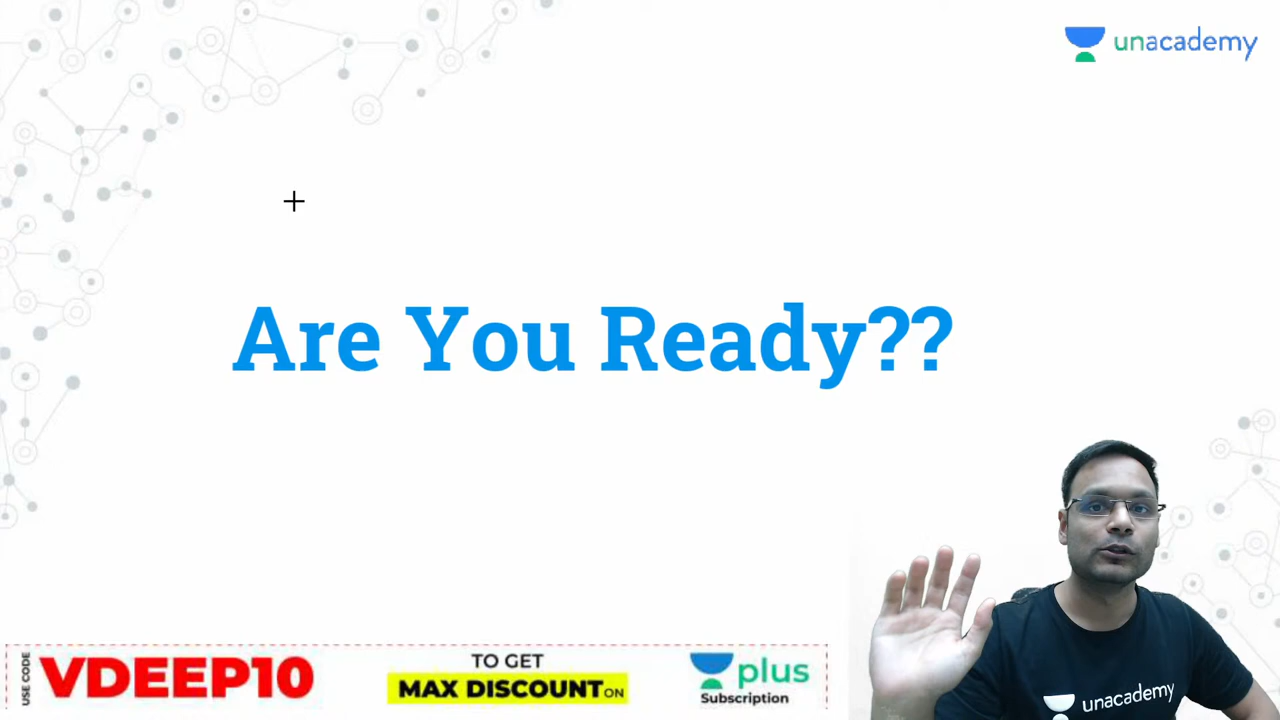 unacademy
Are You Ready??
USE CODE
VDEEP10
TO GET
MAX DISCOUNT ON
plus
Subscription
unacademy